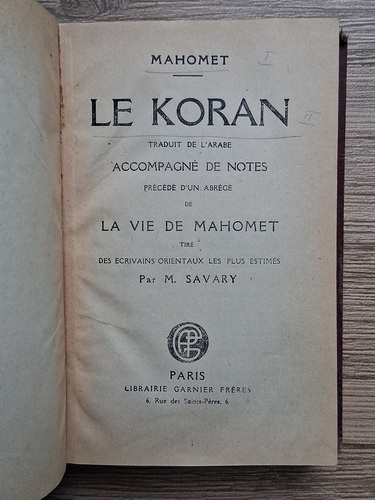 MAHOMET
LE KORAN
TRADUIT DE L'ARABE
ACCOMPAGNÉ DE NOTES
PRÉCÉDÉ D'UN ABRÉGÉ
DE
LA VIE DE MAHOMET
TIRÉ
DES ECRIVAINS ORIENTAUX LES PLUS ESTIMÉS
Par M. SAVARY
PARIS
LIBRAIRIE GARNIER FRÈRES
6, Rue des Saints-Pères, 6